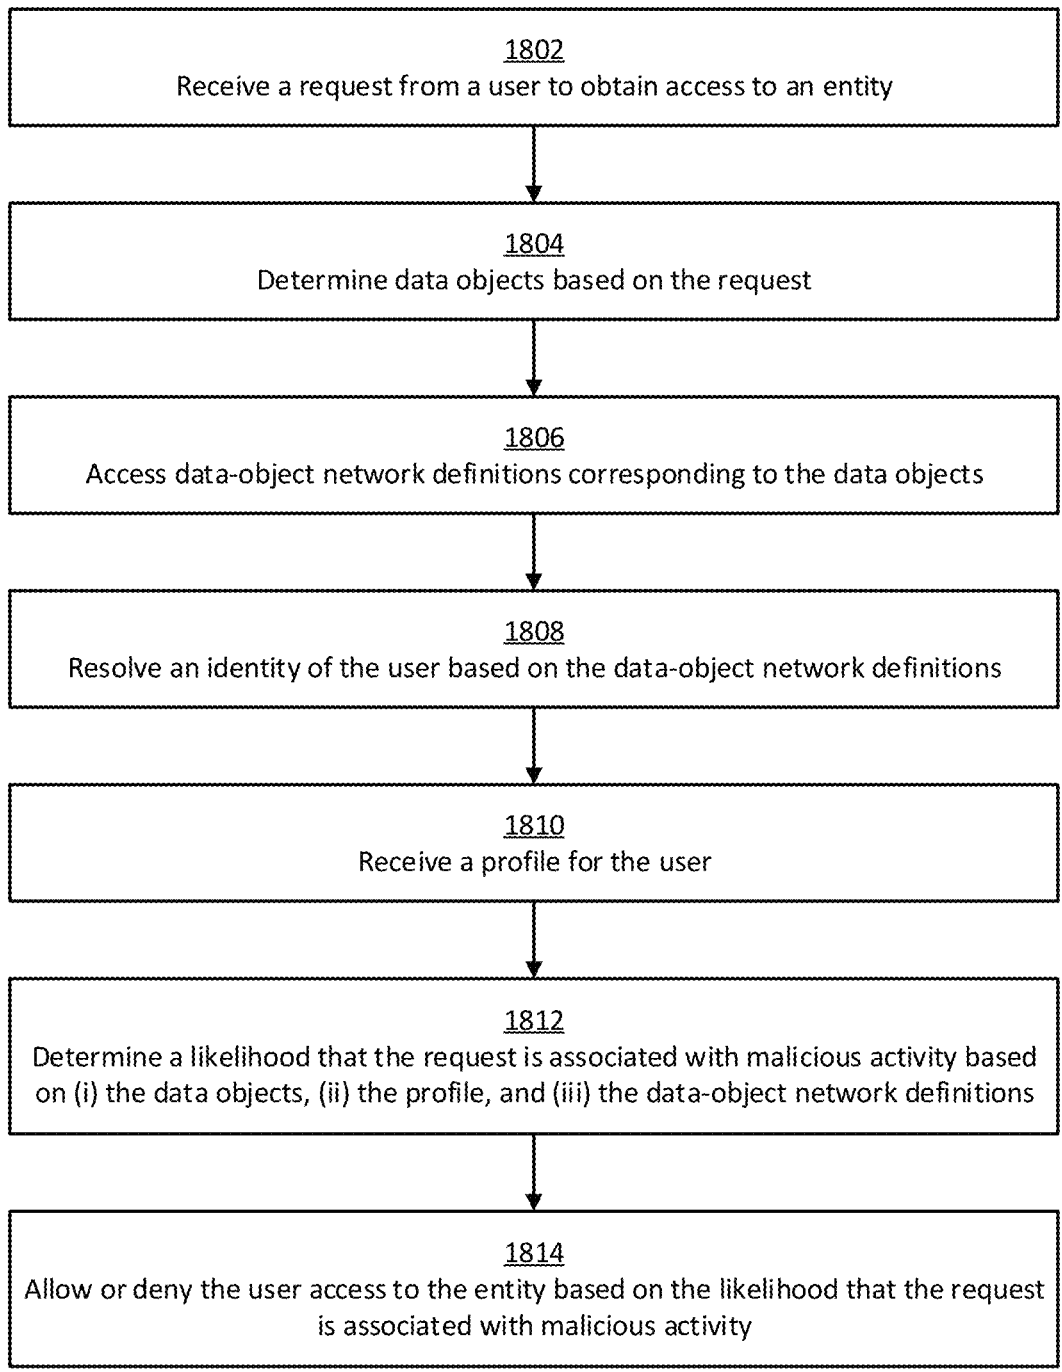 1802
Receive a request from a user to obtain access to an entity
1804
Determine data objects based on the request
1806
Access data-object network definitions corresponding to the data objects
1808
Resolve an identity of the user based on the data-object network definitions
1810
Receive a profile for the user
1812
Determine a likelihood that the request is associated with malicious activity based
on (i) the data objects, (ii) the profile, and (iii) the data-object network definitions
1814
Allow or deny the user access to the entity based on the likelihood that the request
is associated with malicious activity